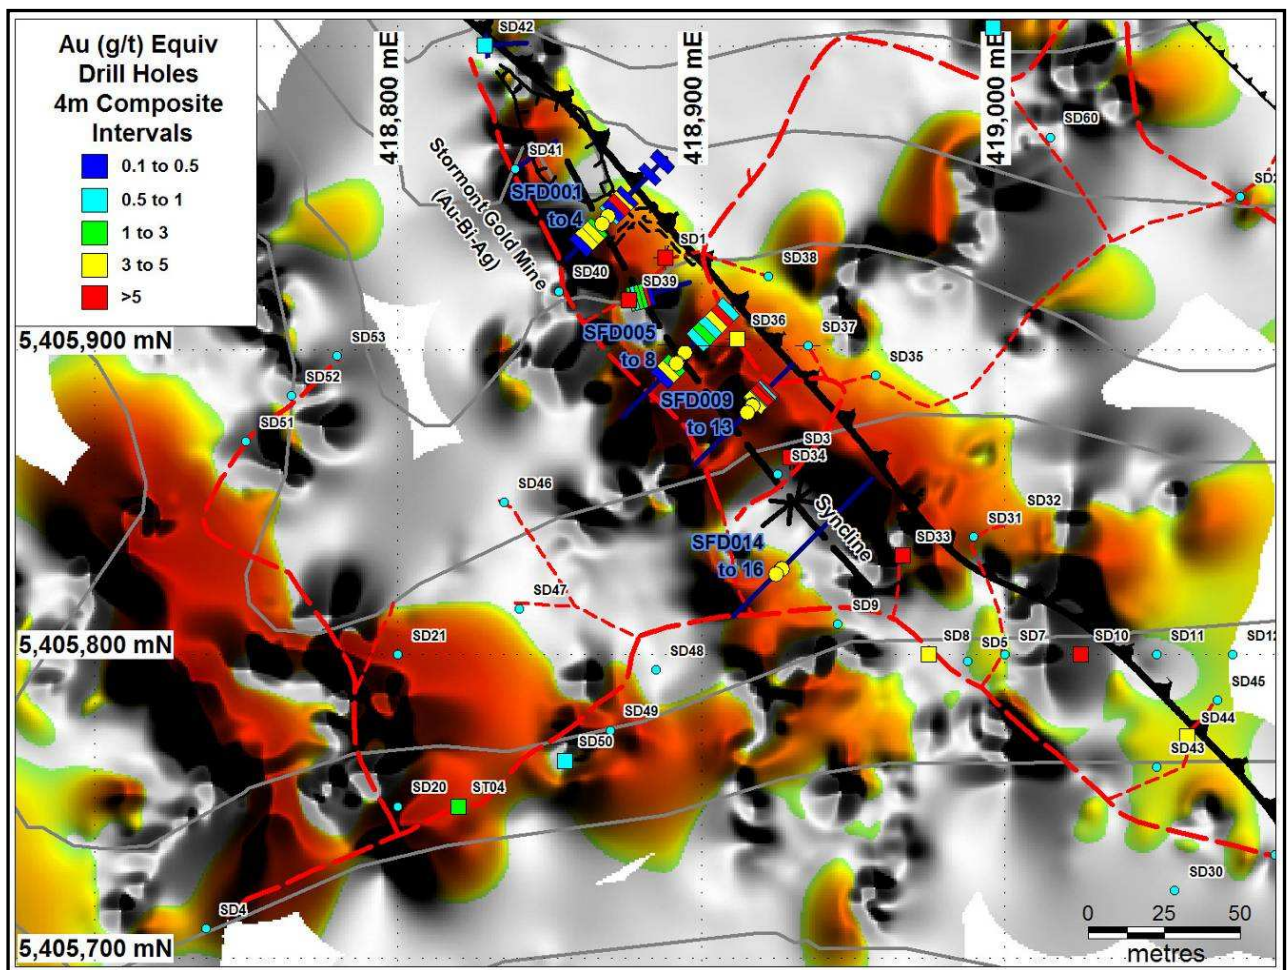 Au (g/t) Equiv
Drill Holes
4m Composite
Intervals
0.1 to 0.5
0.5 to 1
1 to 3
3 to 5
>5
418,800 mE
418,900 mE
419,000 mE
SD42
SD60
SD41
Stormont Gold Mine
(Au-Bi-Ag)
SFD001
to 4
SD1
SD38
SD40
SD39
5,405,900 mN
SD53
SFD005
to 8
SD36
SD37
SD35
SD52
SD51
SFD009
to 13
SD3
SD34
SD46
Syncline
SD32
SD31
SD33
SFD014
to 16
SD47
SD9
5,405,800 mN
SD21
SD48
SD8
SD5
SD7
SD10
SD11
SD45
SD49
SD44
SD50
SD43
SD20
ST04
SD30
SD4
0 25 50
metres
5,405,700 mN